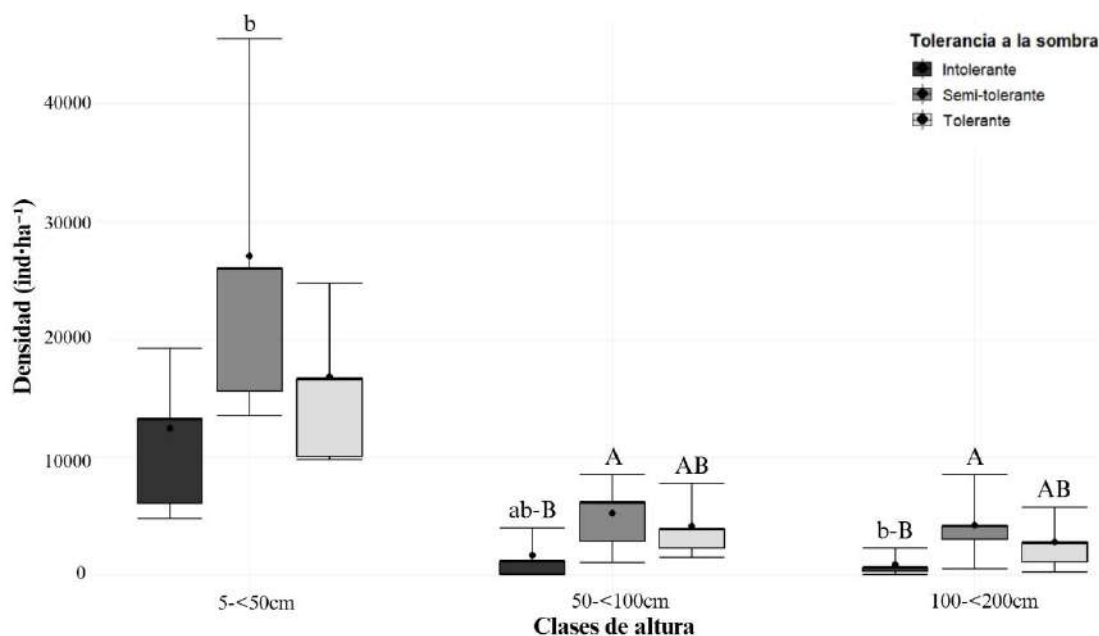 b
Tolerancia a la sombra
Intolerante
Semi-tolerante
Tolerante
Densidad (ind·ha⁻¹)
40000
30000
20000
10000
0
ab-B
A
AB
b-B
A
AB
5-<50cm
50-<100cm
100-<200cm
Clases de altura